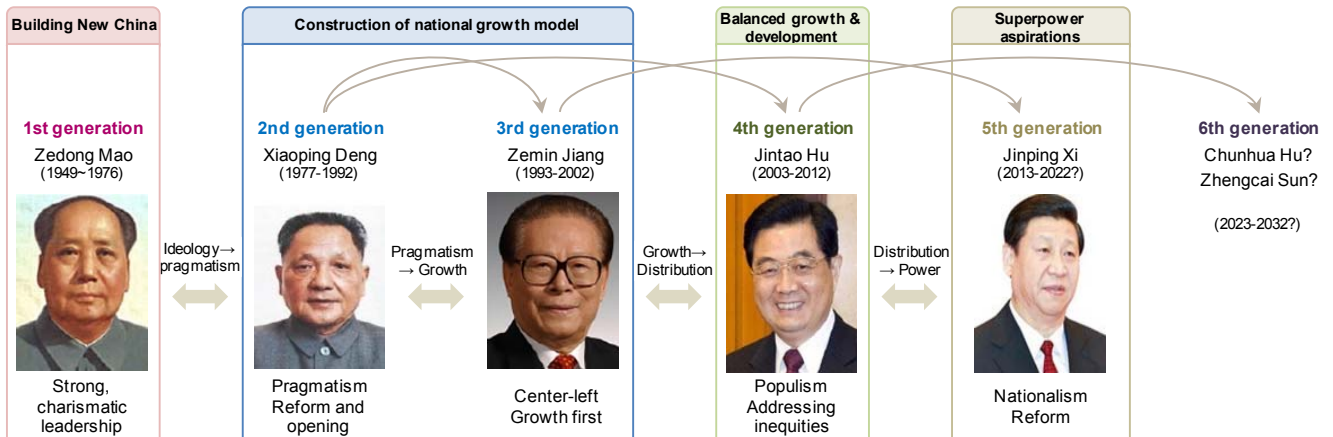 Building New China
Construction of national growth model
Balanced growth &
development
Superpower
aspirations
1st generation
Zedong Mao
(1949~1976)
2nd generation
Xiaoping Deng
(1977-1992)
3rd generation
Zemin Jiang
(1993-2002)
4th generation
Jintao Hu
(2003-2012)
5th generation
Jinping Xi
(2013-2022?)
6th generation
Chunhua Hu?
Zhengcai Sun?
(2023-2032?)
Ideology→
pragmatism
Pragmatism
→ Growth
Growth→
Distribution
Distribution
→ Power
Strong,
charismatic
leadership
Pragmatism
Reform and
opening
Center-left
Growth first
Populism
Addressing
inequities
Nationalism
Reform